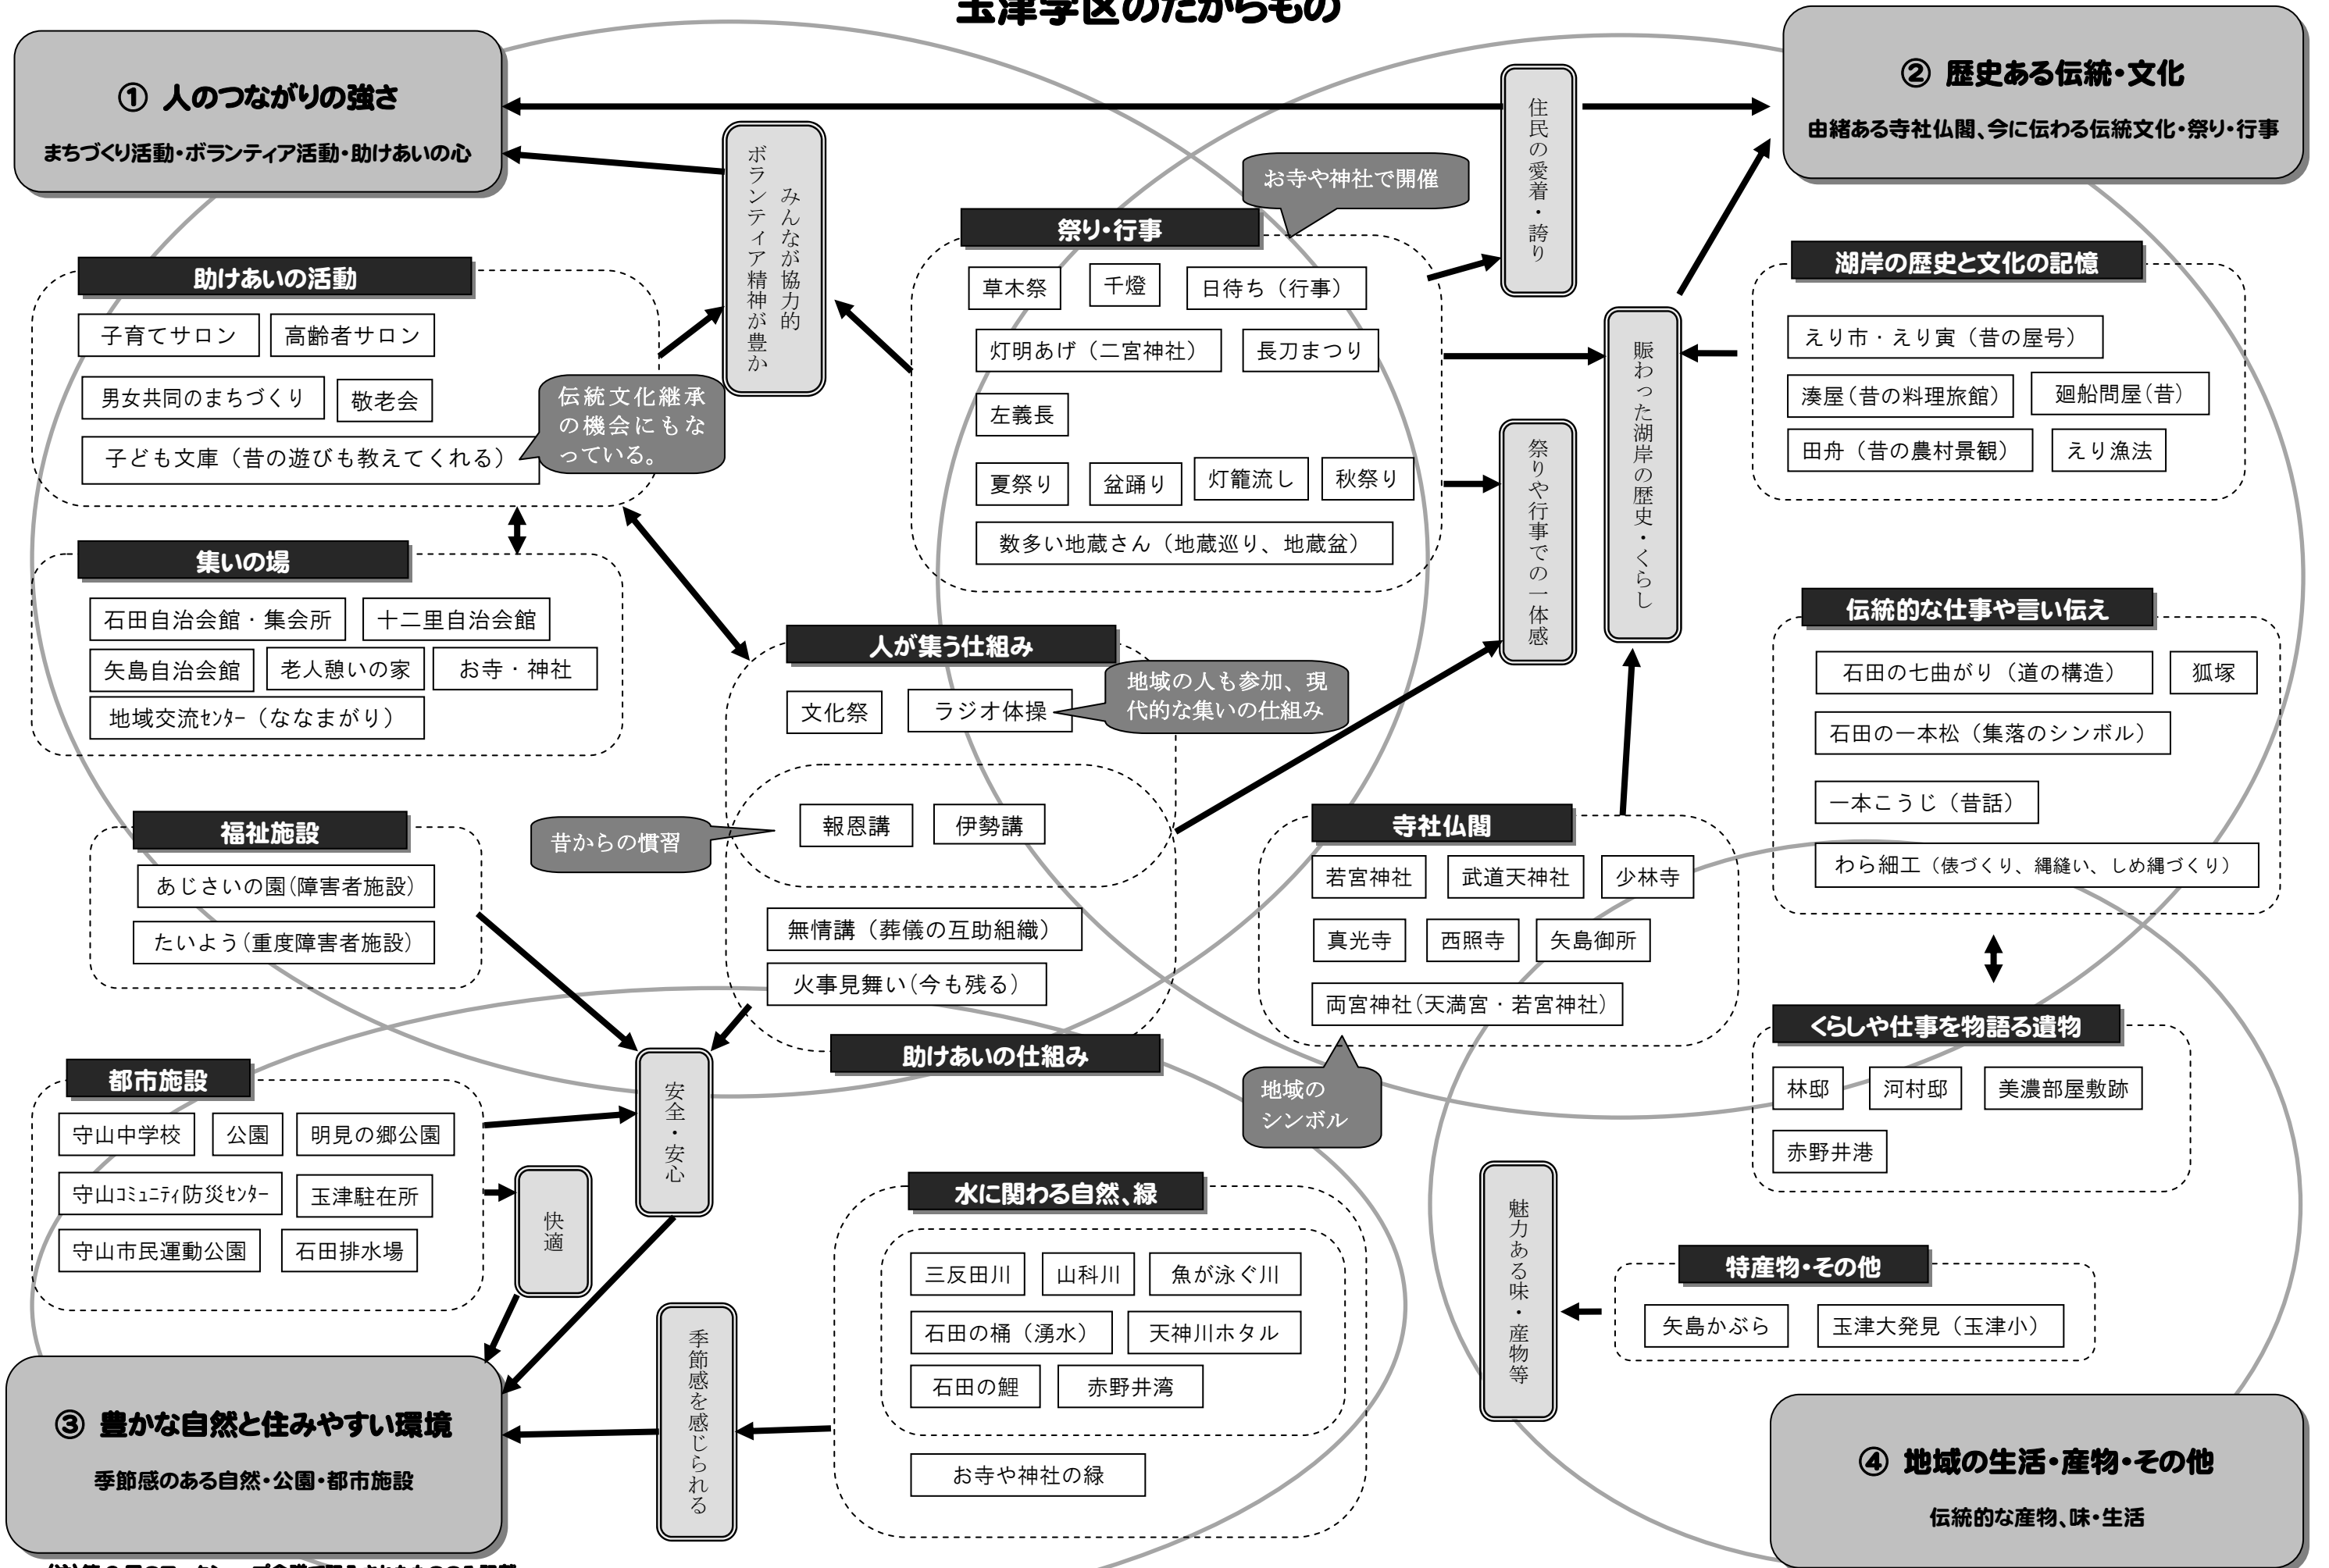 玉津学区のたからもの
① 人のつながりの強さ
まちづくり活動・ボランティア活動・助けあいの心
② 歴史ある伝統・文化
由緒ある寺社仏閣、今に伝わる伝統文化・祭り・行事
住民の愛着・誇り
みんなが協力的
ボランティア精神が豊か
お寺や神社で開催
祭り・行事
草木祭
千燈
日待ち（行事）
灯明あげ（二宮神社）
長刀まつり
左義長
夏祭り
盆踊り
灯籠流し
秋祭り
数多い地蔵さん（地蔵巡り、地蔵盆）
助けあいの活動
子育てサロン
高齢者サロン
男女共同のまちづくり
敬老会
子ども文庫（昔の遊びも教えてくれる）
伝統文化継承
の機会にもな
っている。
湖岸の歴史と文化の記憶
えり市・えり寅（昔の屋号）
湊屋（昔の料理旅館）
廻船問屋（昔）
田舟（昔の農村景観）
えり漁法
賑わった湖岸の歴史・くらし
祭りや行事での一体感
集いの場
石田自治会館・集会所
十二里自治会館
矢島自治会館
老人憩いの家
お寺・神社
地域交流ｾﾝﾀｰ（ななまがり）
人が集う仕組み
文化祭
ラジオ体操
地域の人も参加、現
代的な集いの仕組み
昔からの慣習
報恩講
伊勢講
無情講（葬儀の互助組織）
火事見舞い（今も残る）
助けあいの仕組み
伝統的な仕事や言い伝え
石田の七曲がり（道の構造）
狐塚
石田の一本松（集落のシンボル）
一本こうじ（昔話）
わら細工（俵づくり、縄縫い、しめ縄づくり）
福祉施設
あじさいの園（障害者施設）
たいよう（重度障害者施設）
寺社仏閣
若宮神社
武道天神社
少林寺
真光寺
西照寺
矢島御所
両宮神社（天満宮・若宮神社）
地域の
シンボル
くらしや仕事を物語る遺物
林邸
河村邸
美濃部屋敷跡
赤野井港
都市施設
守山中学校
公園
明見の郷公園
守山ｺﾐｭﾆﾃｨ防災ｾﾝﾀｰ
玉津駐在所
守山市民運動公園
石田排水場
安全・安心
快適
水に関わる自然、緑
三反田川
山科川
魚が泳ぐ川
石田の桶（湧水）
天神川ホタル
石田の鯉
赤野井湾
お寺や神社の緑
季節感を感じられる
魅力ある味・産物等
特産物・その他
矢島かぶら
玉津大発見（玉津小）
③ 豊かな自然と住みやすい環境
季節感のある自然・公園・都市施設
④ 地域の生活・産物・その他
伝統的な産物、味・生活